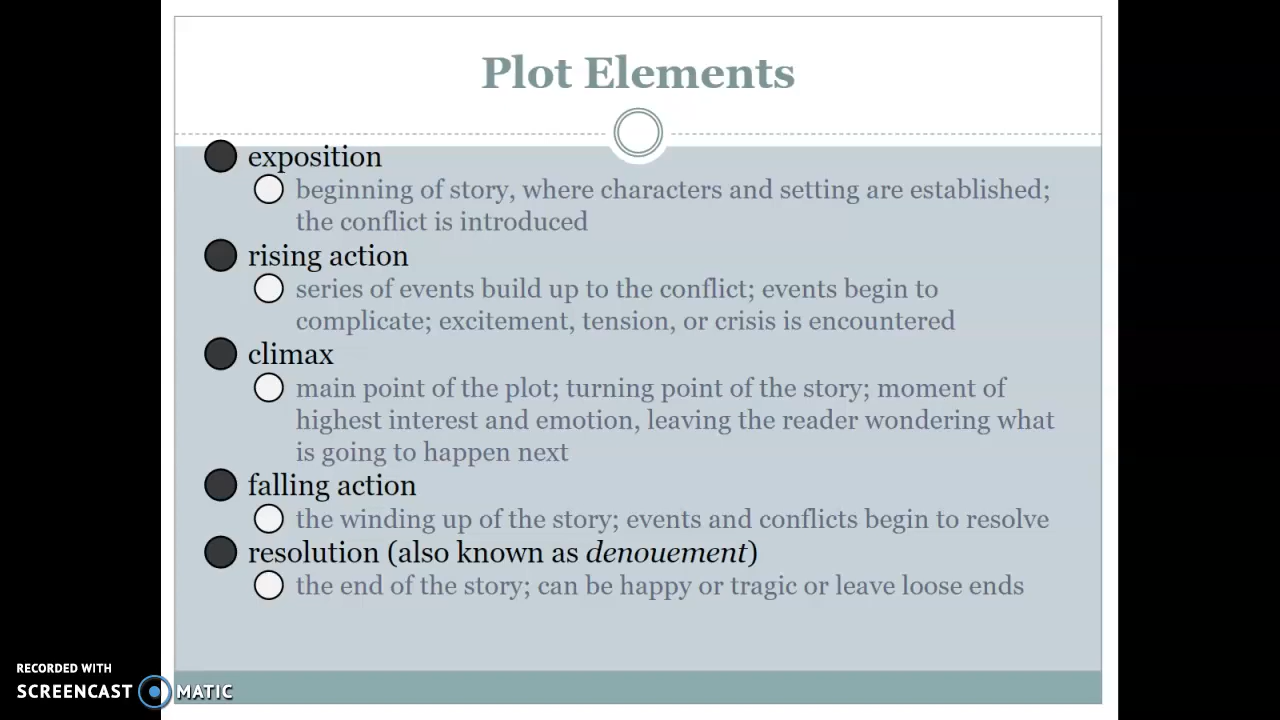 Plot Elements
exposition
beginning of story, where characters and setting are established;
the conflict is introduced
rising action
series of events build up to the conflict; events begin to
complicate; excitement, tension, or crisis is encountered
climax
main point of the plot; turning point of the story; moment of
highest interest and emotion, leaving the reader wondering what
is going to happen next
falling action
the winding up of the story; events and conflicts begin to resolve
resolution (also known as denouement)
the end of the story; can be happy or tragic or leave loose ends
RECORDED WITH
SCREENCAST MATIC